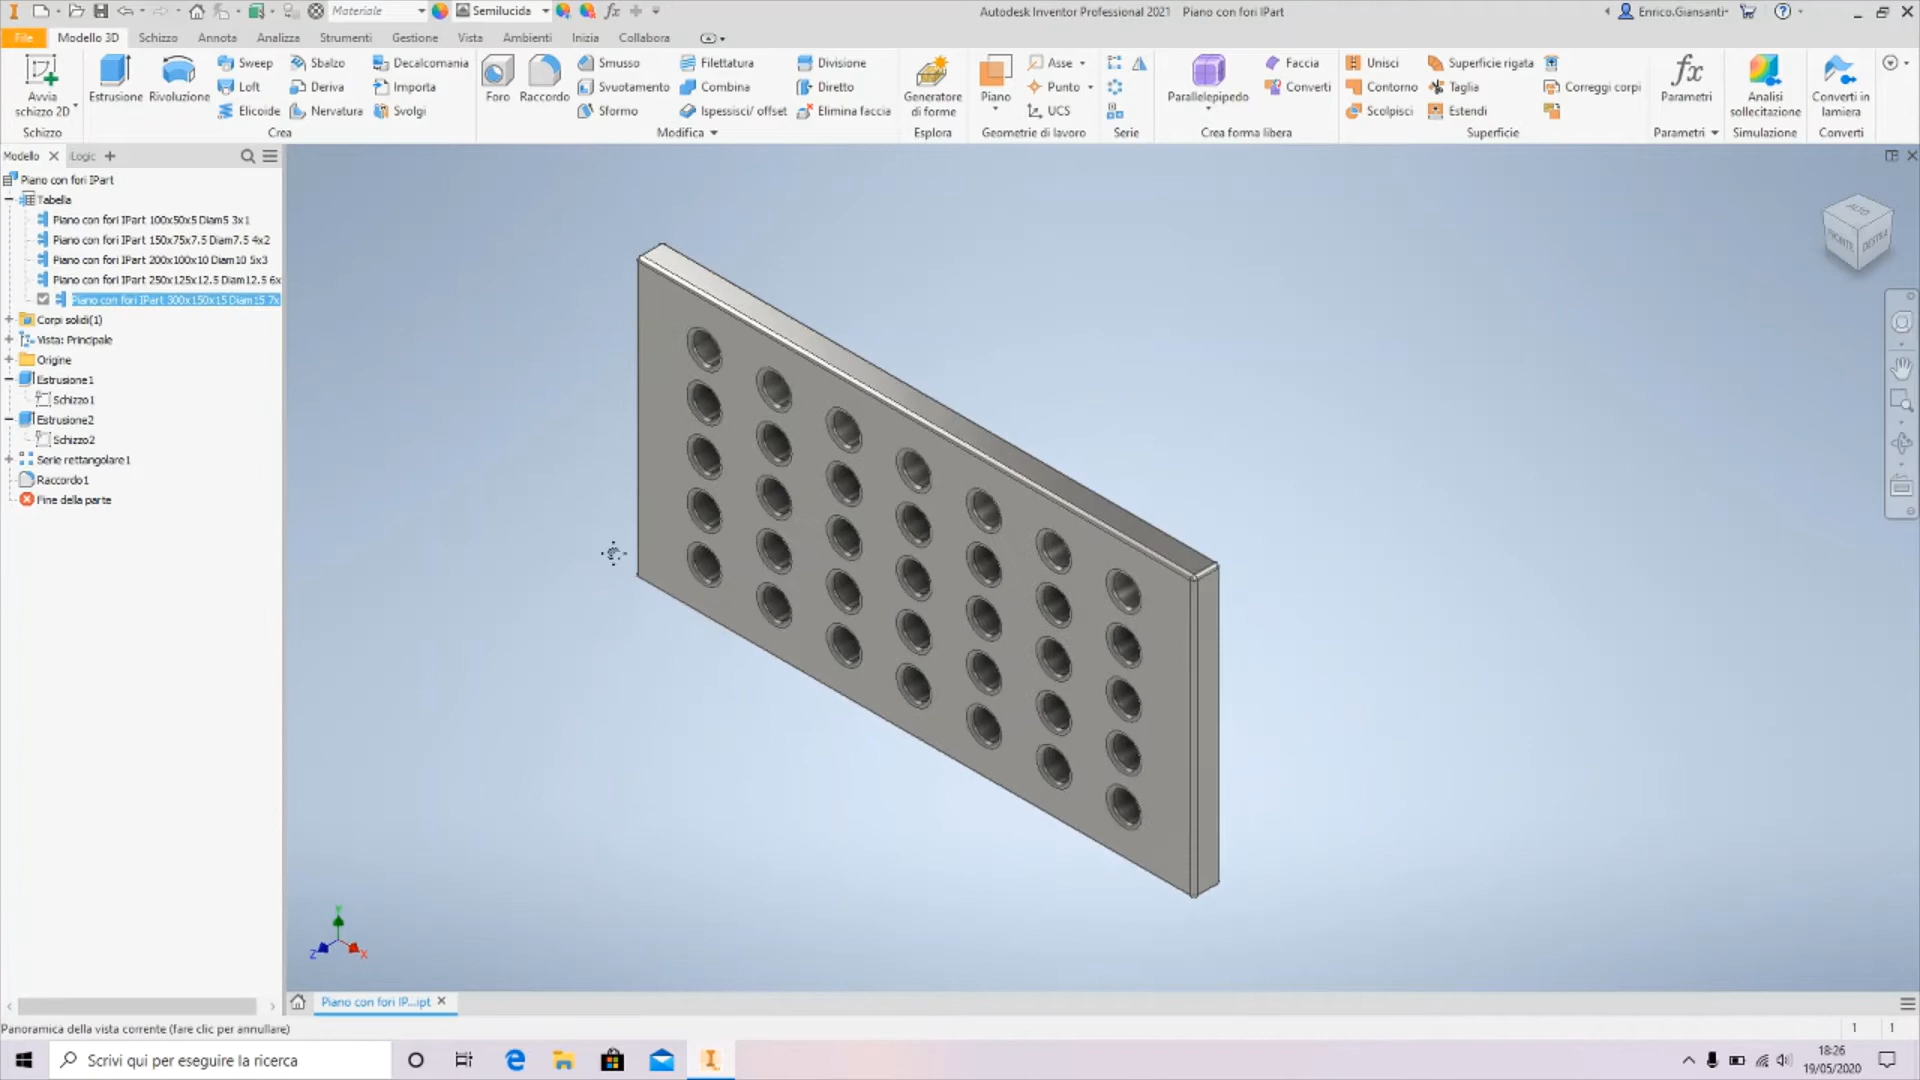 Materiale
Semilucida
Autodesk Inventor Professional 2021 Piano con fori IPart
Enrico.Giansanti
File Modello 3D Schizzo Annota Analizza Strumenti Gestione Vista Ambienti Inizia Collabora
Avvia schizzo 2D
Estrusione
Rivoluzione
Sweep
Loft
Elicoide
Sbalzo
Deriva
Nervatura
Decalcomania
Importa
Svolgi
Foro
Raccordo
Smusso
Svuotamento
Sformo
Filettatura
Combina
Ispessisci/ offset
Divisione
Diretto
Elimina faccia
Generatore di forme
Piano
Asse
Punto
UCS
Parallelepipedo
Faccia
Converti
Unisci
Contorno
Scolpisci
Superficie rigata
Taglia
Estendi
Correggi corpi
fx
Parametri
Analisi sollecitazione
Converti in lamiera
Schizzo Crea Modifica Esplora Geometrie di lavoro Serie Crea forma libera Superficie Parametri Simulazione Converti
Modello Logic
Piano con fori IPart
Tabella
Piano con fori IPart 100x50x5 Diam5 3x1
Piano con fori IPart 150x75x7.5 Diam7.5 4x2
Piano con fori IPart 200x100x10 Diam10 5x3
Piano con fori IPart 250x125x12.5 Diam12.5 6x
Piano con fori IPart 300x150x15 Diam15 7x
Corpi solidi(1)
Vista: Principale
Origine
Estrusione1
Schizzo1
Estrusione2
Schizzo2
Serie rettangolare1
Raccordo1
Fine della parte
ALTO
FRONTE
DESTRA
Y
Z
X
Piano con fori IP...ipt
Panoramica della vista corrente (fare clic per annullare)
1 1
Scrivi qui per eseguire la ricerca
18:26
19/05/2020